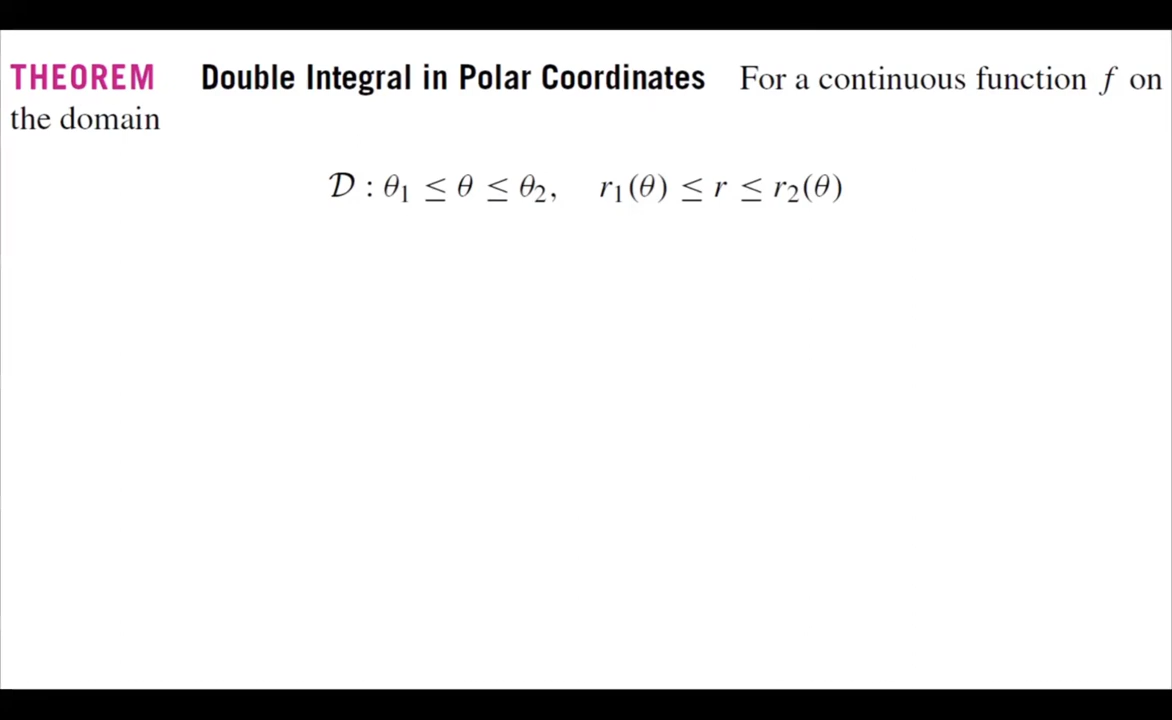 THEOREM Double Integral in Polar Coordinates For a continuous function f on
the domain
𝒟 : θ₁ ≤ θ ≤ θ₂, r₁(θ) ≤ r ≤ r₂(θ)